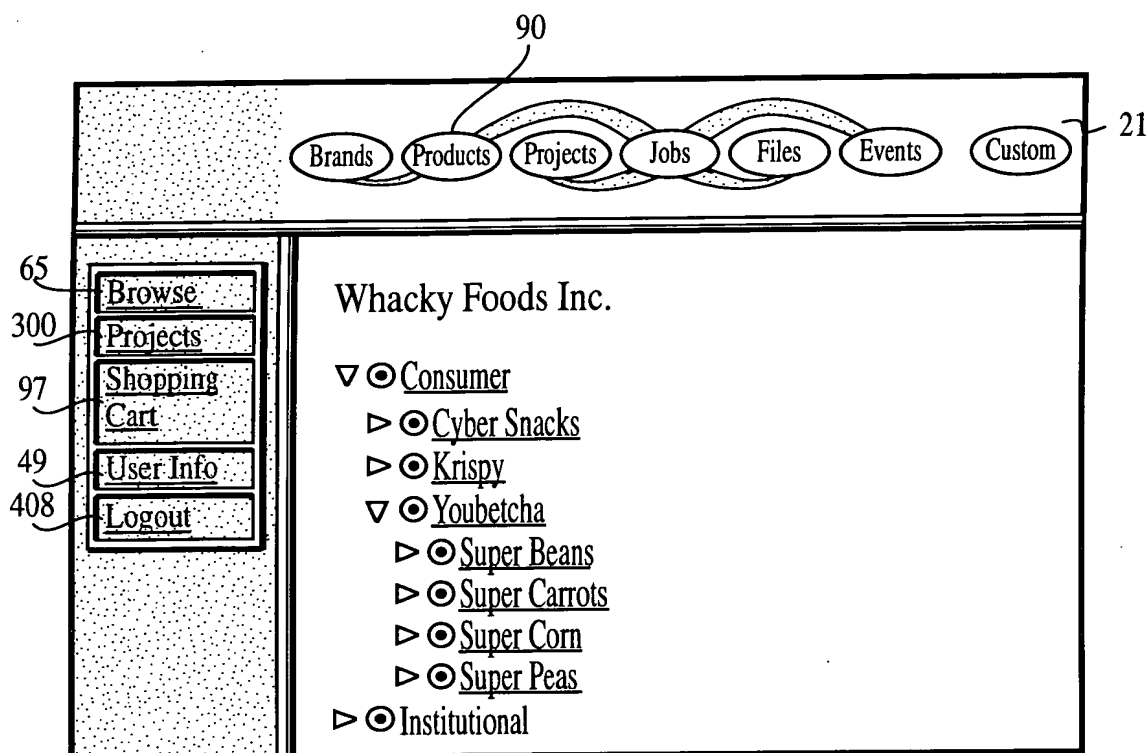 90
21
Brands Products Projects Jobs Files Events Custom
65
Browse
300
Projects
97
Shopping
Cart
49
User Info
408
Logout
Whacky Foods Inc.
Consumer
Cyber Snacks
Krispy
Youbetcha
Super Beans
Super Carrots
Super Corn
Super Peas
Institutional